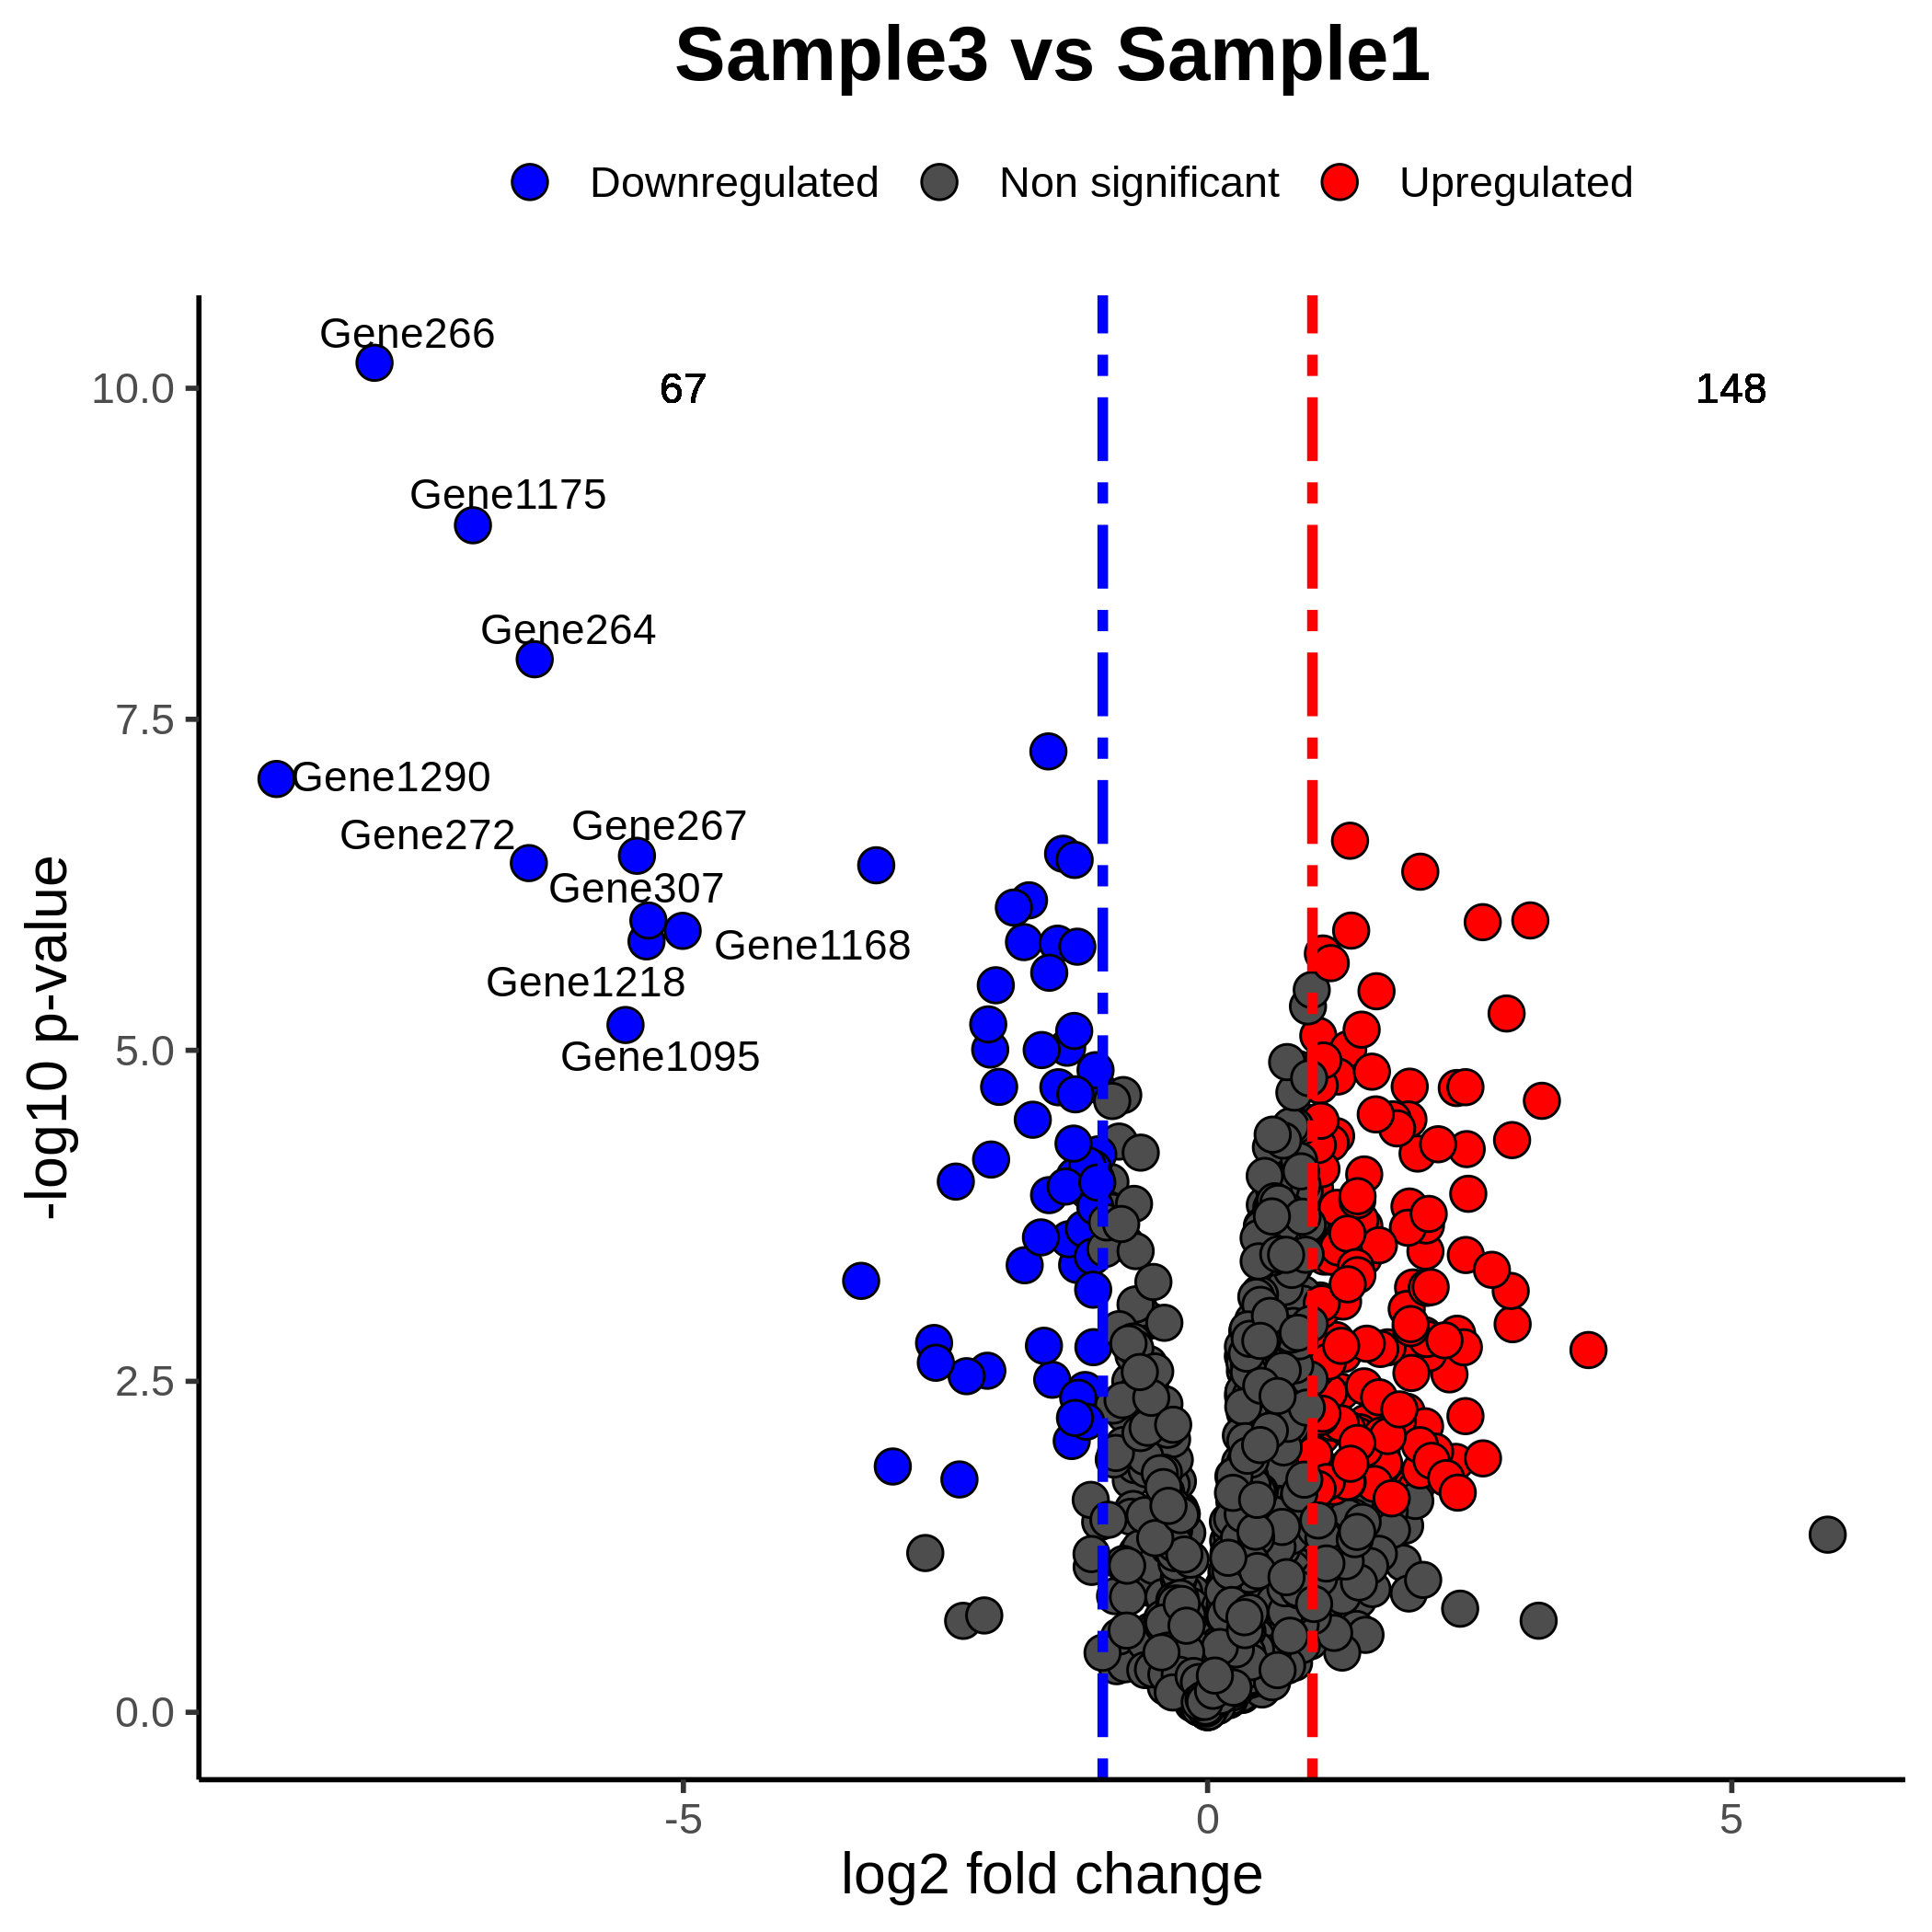 Sample3 vs Sample1
Downregulated Non significant Upregulated
Gene266
10.0
67
148
Gene1175
Gene264
7.5
Gene1290
Gene267
Gene272
Gene307
Gene1168
Gene1218
5.0
Gene1095
-log10 p-value
2.5
0.0
-5 0 5
log2 fold change